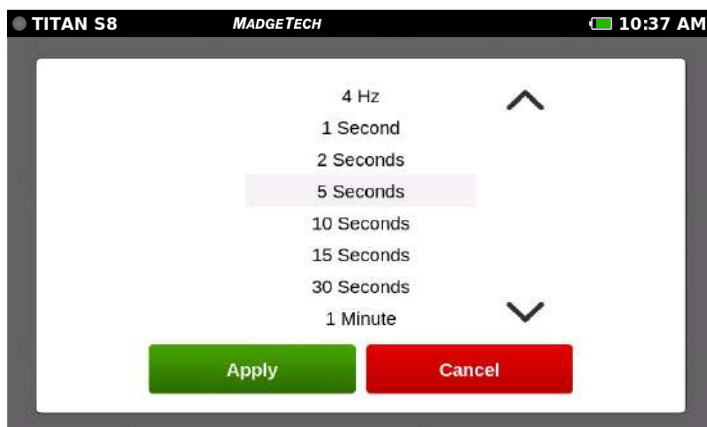 TITAN S8 MADGETECH 10:37 AM
4 Hz
1 Second
2 Seconds
5 Seconds
10 Seconds
15 Seconds
30 Seconds
1 Minute
Apply Cancel